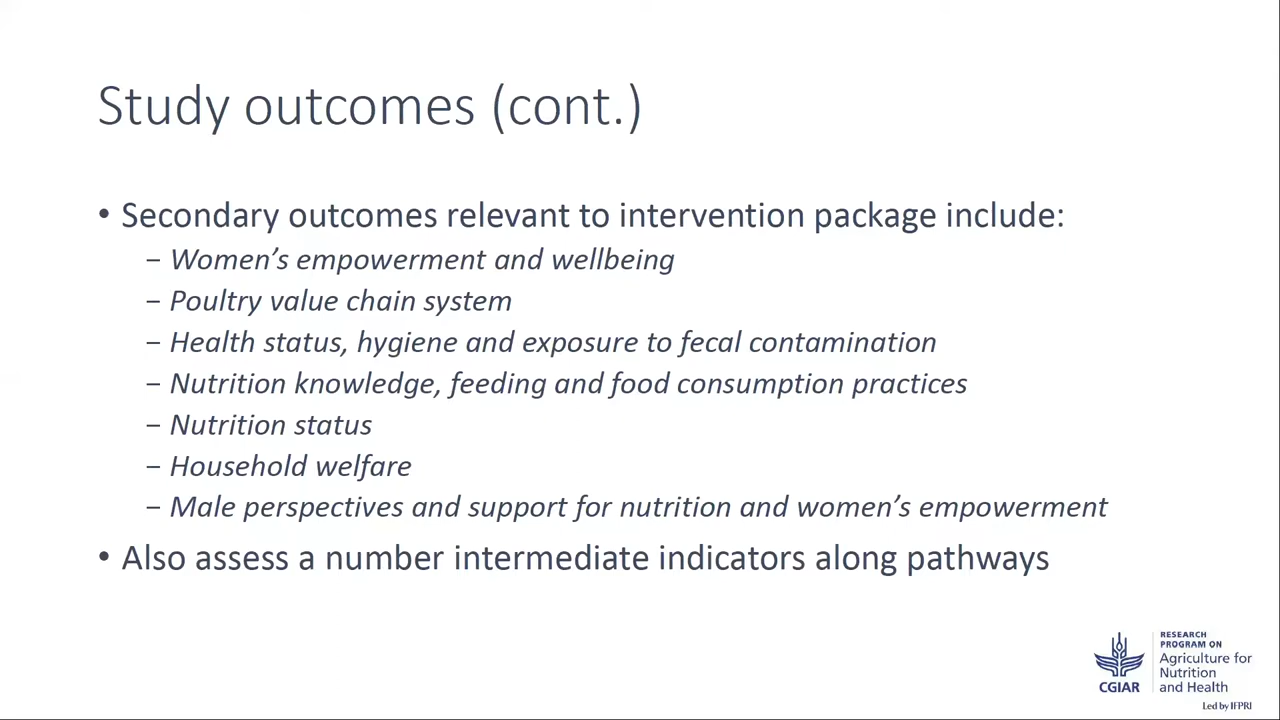 Study outcomes (cont.)
• Secondary outcomes relevant to intervention package include:
– Women’s empowerment and wellbeing
– Poultry value chain system
– Health status, hygiene and exposure to fecal contamination
– Nutrition knowledge, feeding and food consumption practices
– Nutrition status
– Household welfare
– Male perspectives and support for nutrition and women’s empowerment
• Also assess a number intermediate indicators along pathways
RESEARCH
PROGRAM ON
Agriculture for
Nutrition
and Health
CGIAR
Led by IFPRI